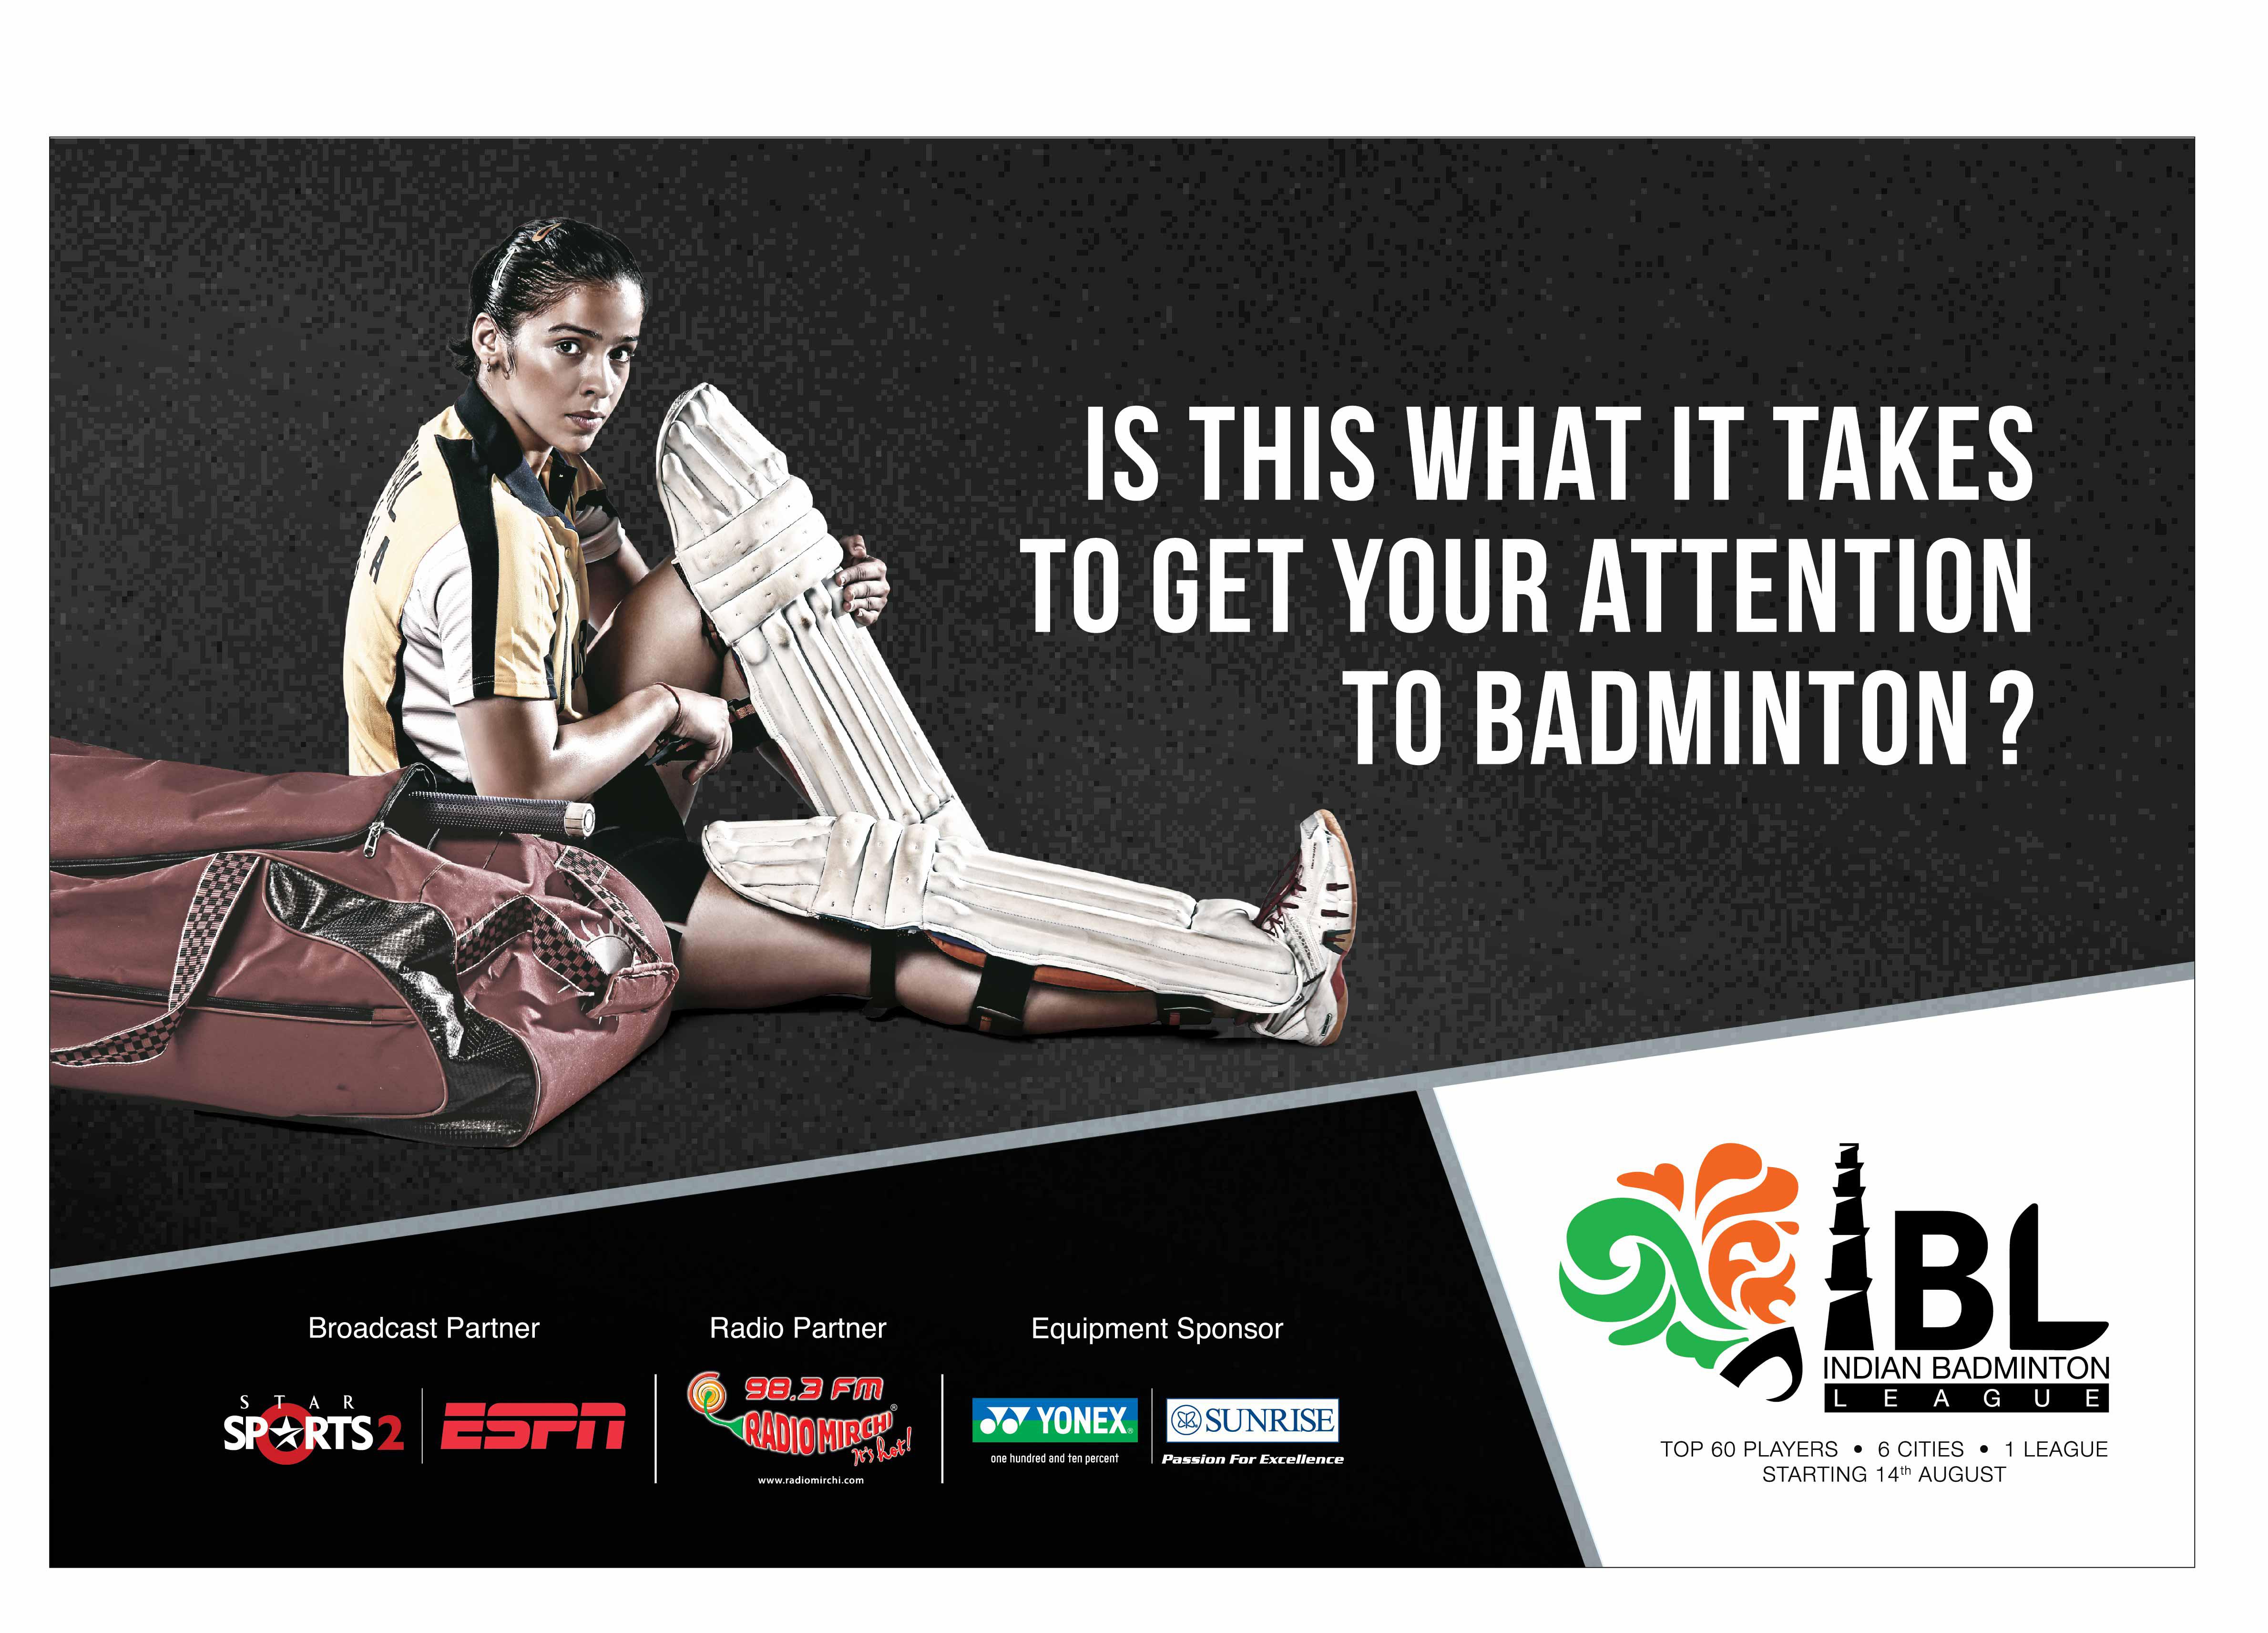 IS THIS WHAT IT TAKES
TO GET YOUR ATTENTION
TO BADMINTON ?
Broadcast Partner
STAR
SPORTS 2
ESPN
Radio Partner
98.3 FM
RADIO MIRCHI ®
It's hot!
www.radiomirchi.com
Equipment Sponsor
YONEX®
one hundred and ten percent
SUNRISE
Passion For Excellence
IBL
INDIAN BADMINTON
LEAGUE
TOP 60 PLAYERS • 6 CITIES • 1 LEAGUE
STARTING 14th AUGUST